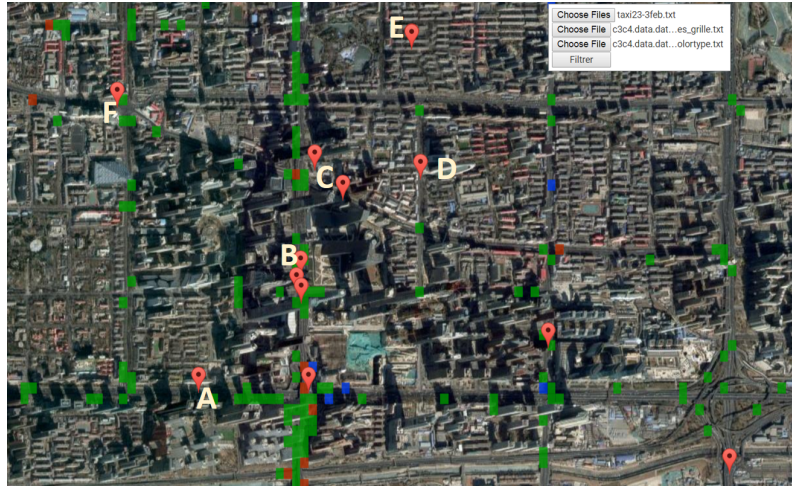 E
Choose Files taxi23-3feb.txt
Choose File c3c4.data.dat...es_grille.txt
Choose File c3c4.data.dat...olortype.txt
Filtrer
F
C
D
B
A